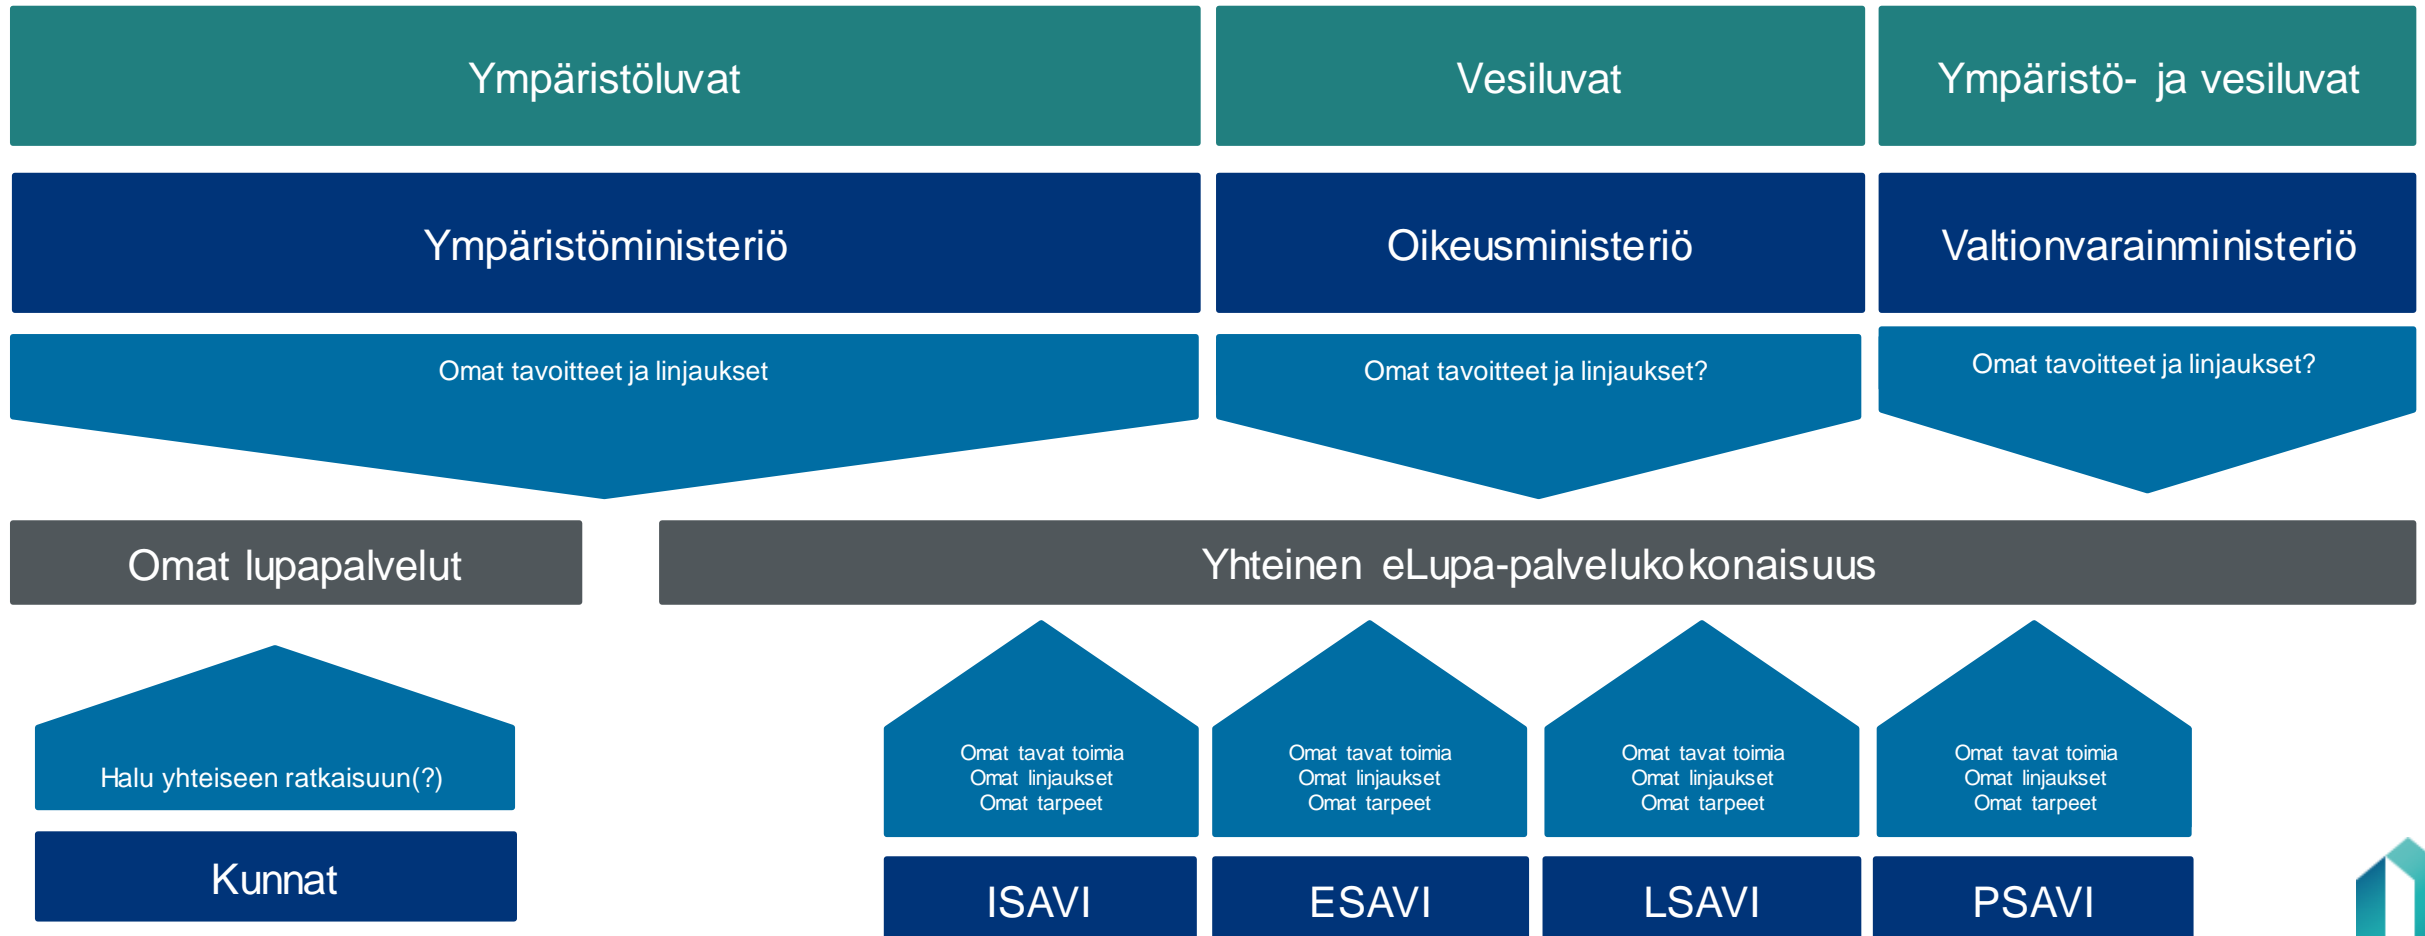 Ympäristöluvat
Vesiluvat
Ympäristö- ja vesiluvat
Ympäristöministeriö
Oikeusministeriö
Valtionvarainministeriö
Omat tavoitteet ja linjaukset
Omat tavoitteet ja linjaukset?
Omat tavoitteet ja linjaukset?
Omat lupapalvelut
Yhteinen eLupa-palvelukokonaisuus
Halu yhteiseen ratkaisuun(?)
Kunnat
Omat tavat toimia
Omat linjaukset
Omat tarpeet
Omat tavat toimia
Omat linjaukset
Omat tarpeet
Omat tavat toimia
Omat linjaukset
Omat tarpeet
Omat tavat toimia
Omat linjaukset
Omat tarpeet
ISAVI
ESAVI
LSAVI
PSAVI